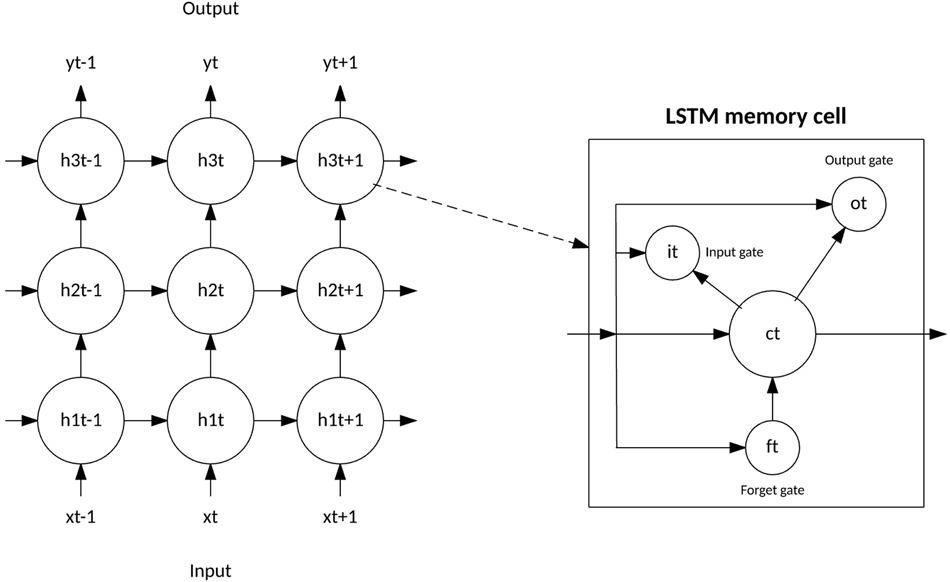 Output
yt-1 yt yt+1
h3t-1 h3t h3t+1
h2t-1 h2t h2t+1
h1t-1 h1t h1t+1
xt-1 xt xt+1
Input
LSTM memory cell
Output gate
ot
it Input gate
ct
ft
Forget gate